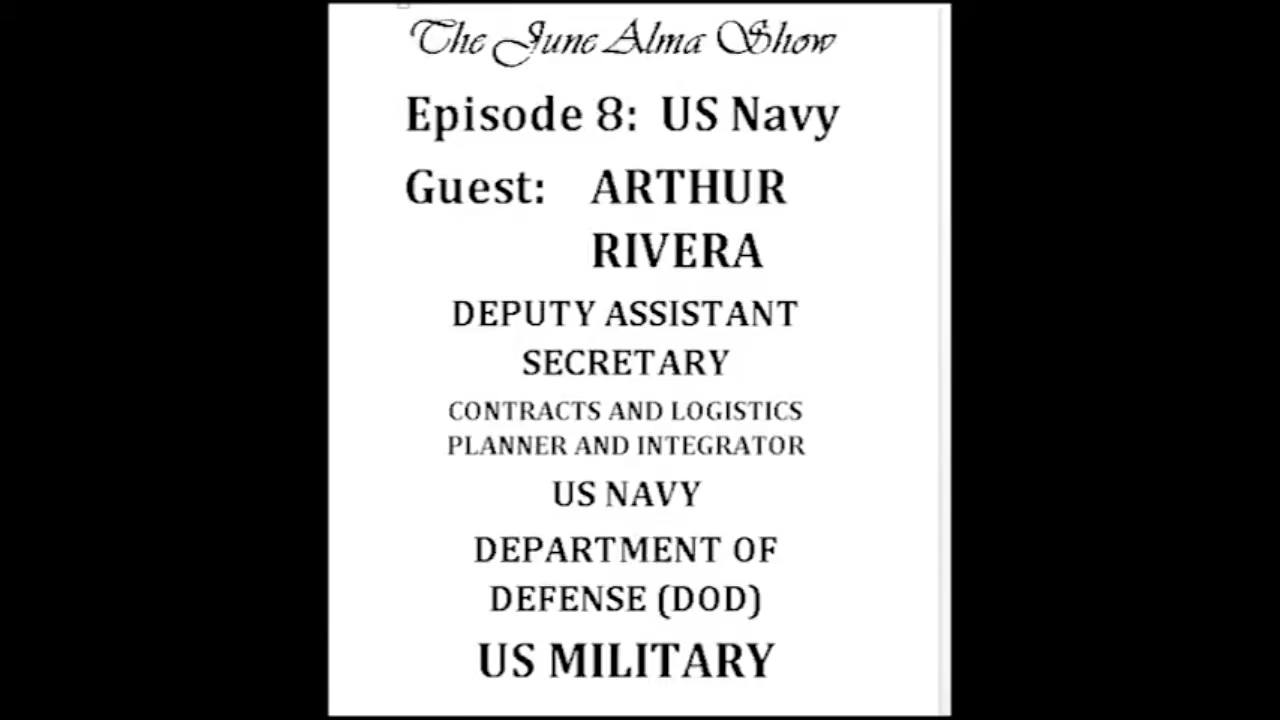 The June Alma Show
Episode 8: US Navy
Guest: ARTHUR
RIVERA
DEPUTY ASSISTANT
SECRETARY
CONTRACTS AND LOGISTICS
PLANNER AND INTEGRATOR
US NAVY
DEPARTMENT OF
DEFENSE (DOD)
US MILITARY